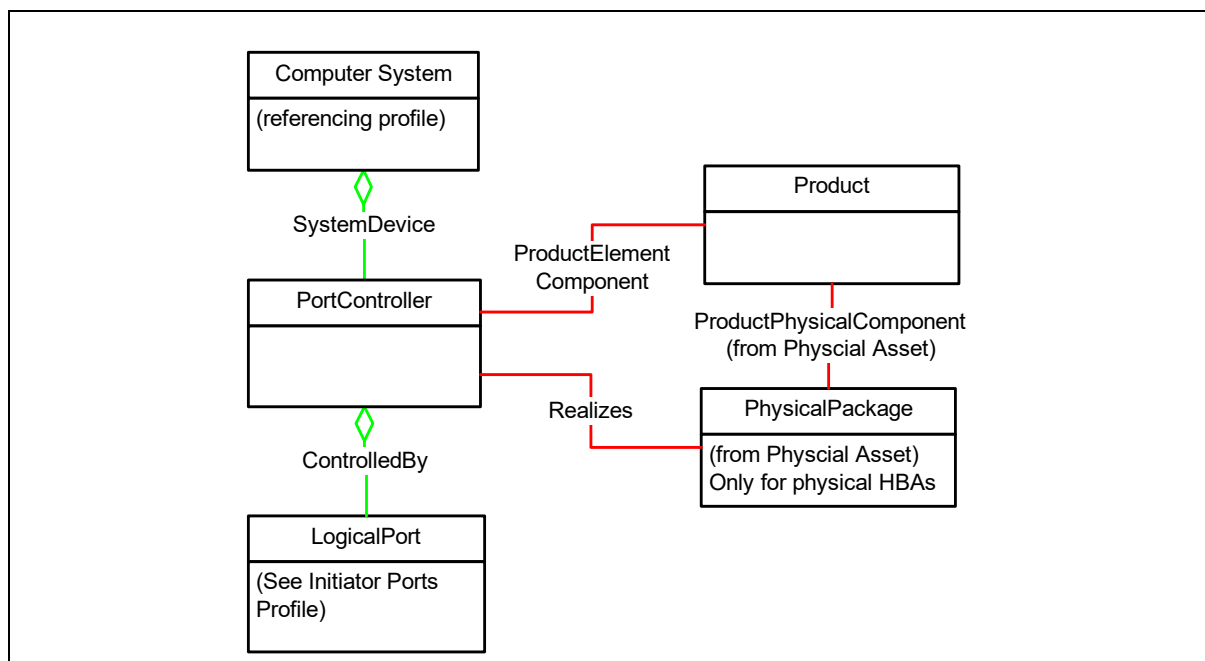 Computer System
(referencing profile)
SystemDevice
Product
ProductElement
Component
PortController
ProductPhysicalComponent
(from Physcial Asset)
Realizes
PhysicalPackage
(from Physcial Asset)
Only for physical HBAs
ControlledBy
LogicalPort
(See Initiator Ports
Profile)